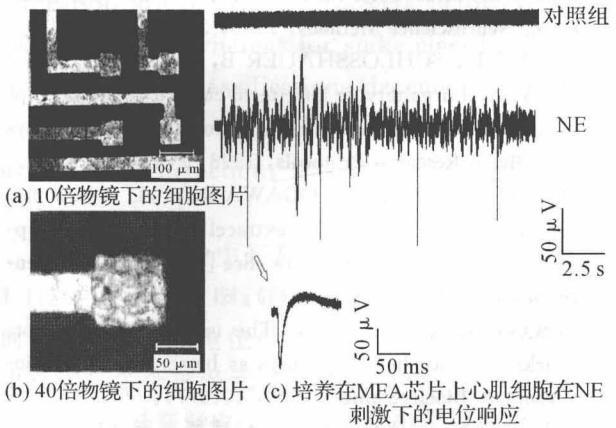 对照组
NE
100 μm
(a) 10倍物镜下的细胞图片
50 μV
2.5 s
50 μm
50 μV
50 ms
(b) 40倍物镜下的细胞图片
(c) 培养在MEA芯片上心肌细胞在NE
刺激下的电位响应